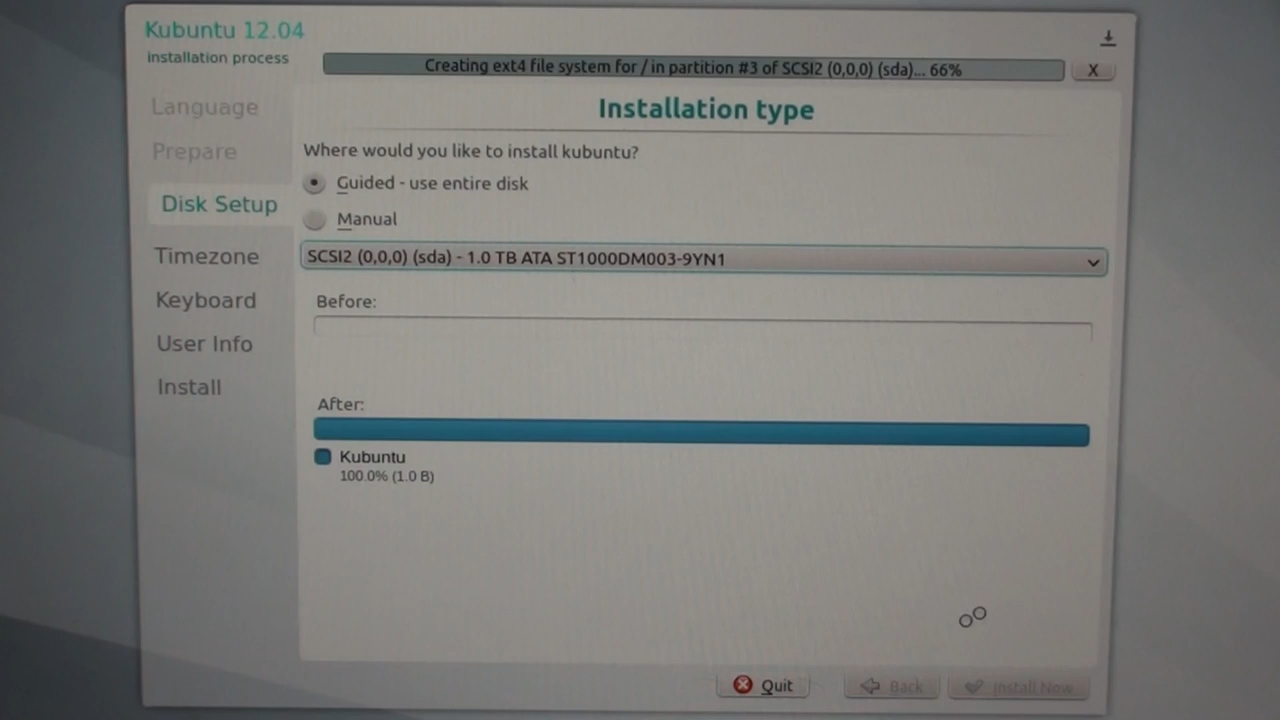 Kubuntu 12.04
Installation process
Creating ext4 file system for / in partition #3 of SCSI2 (0,0,0) (sda)... 66%
X
Language
Prepare
Disk Setup
Timezone
Keyboard
User Info
Install
Installation type
Where would you like to install kubuntu?
Guided - use entire disk
Manual
SCSI2 (0,0,0) (sda) - 1.0 TB ATA ST1000DM003-9YN1
Before:
After:
Kubuntu
100.0% (1.0 B)
Quit
Back
Install Now